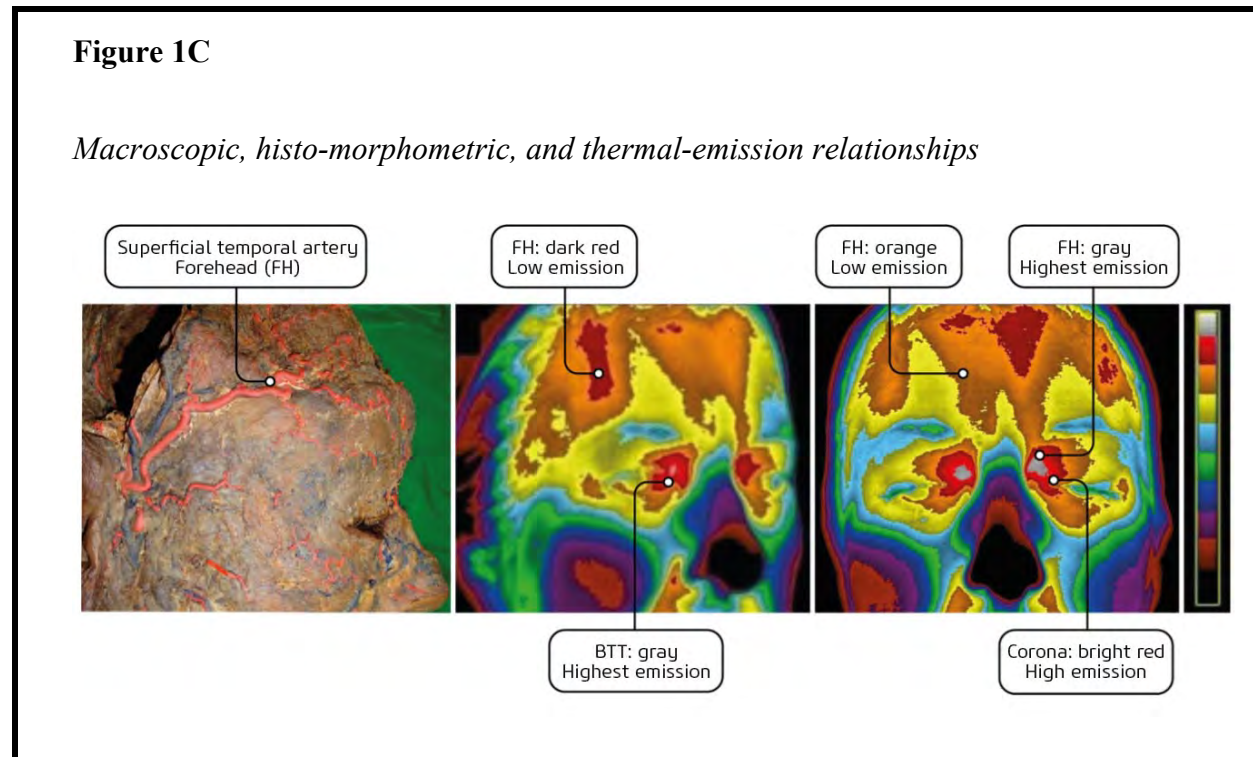 Figure 1C
Macroscopic, histo-morphometric, and thermal-emission relationships
Superficial temporal artery
Forehead (FH)
FH: dark red
Low emission
FH: orange
Low emission
FH: gray
Highest emission
BTT: gray
Highest emission
Corona: bright red
High emission